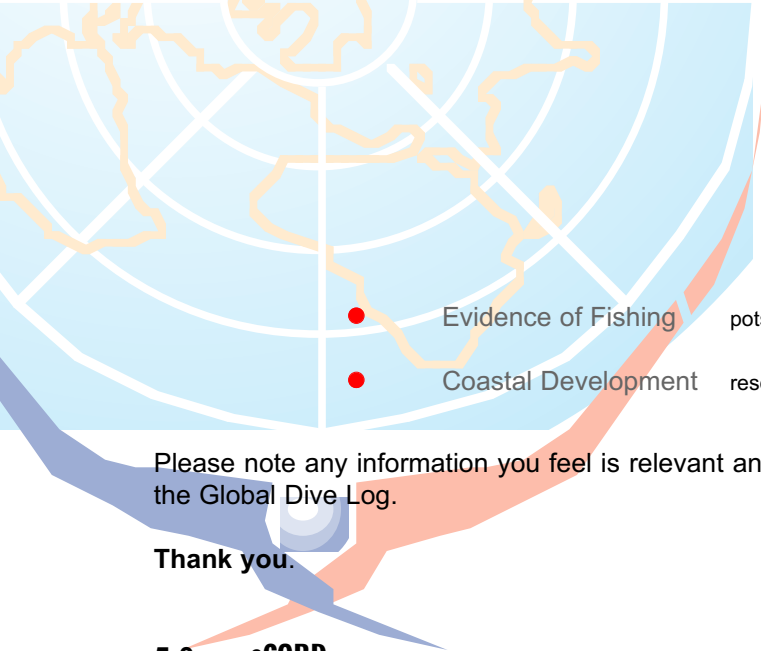 Evidence of Fishing
Coastal Development
Please note any information you feel is relevant
the Global Dive Log.
Thank you.